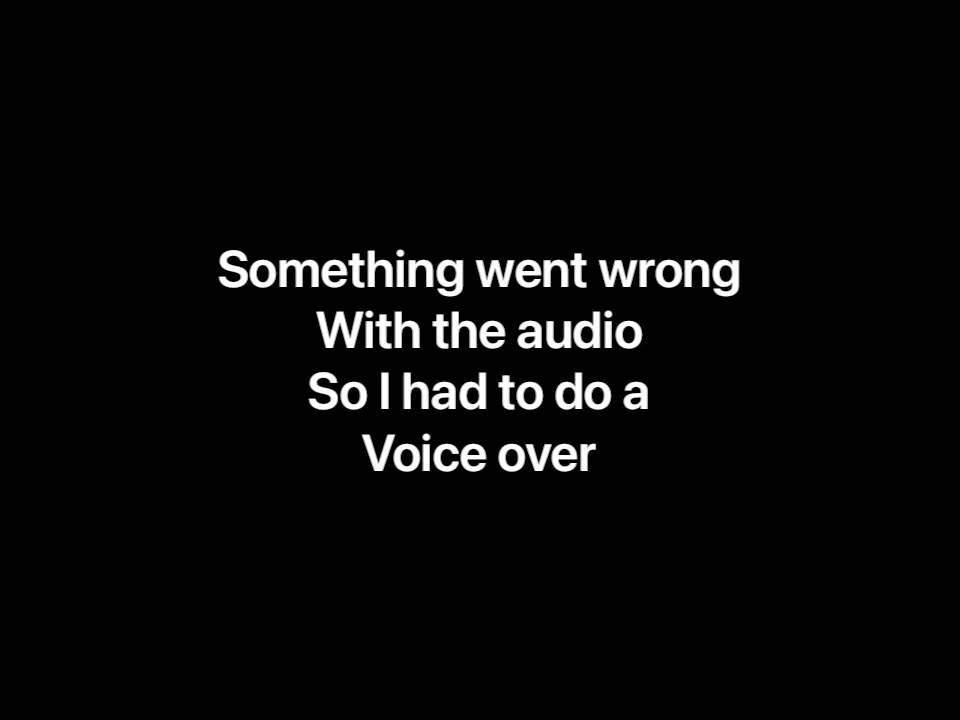 Something went wrong
With the audio
So I had to do a
Voice over